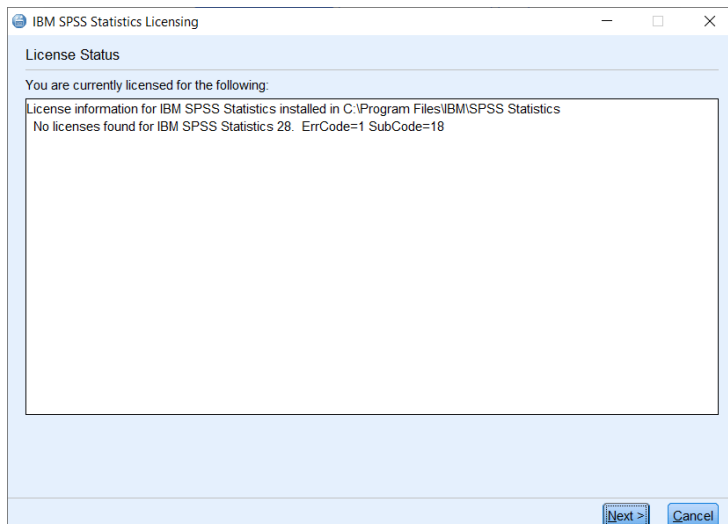 IBM SPSS Statistics Licensing
License Status
You are currently licensed for the following:
License information for IBM SPSS Statistics installed in C:\Program Files\IBM\SPSS Statistics
No licenses found for IBM SPSS Statistics 28. ErrCode=1 SubCode=18
Next >
Cancel